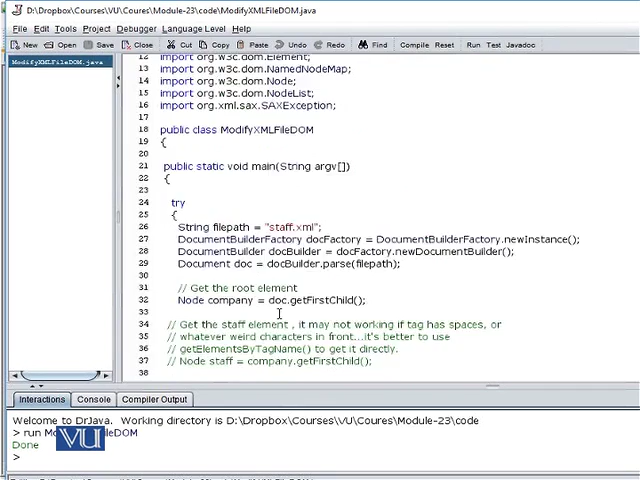 D:\Dropbox\Coures\VU\Coures\Module-23\code\ModifyXMLFileDOM.java
File Edit Tools Project Debugger Language Level Help
New Open Save Close Cut Copy Paste Undo Redo Find Compile Reset Run Test Javadoc
ModifyXMLFileDOM.java
12 import org.w3c.dom.Element;
13 import org.w3c.dom.NamedNodeMap;
14 import org.w3c.dom.Node;
15 import org.w3c.dom.NodeList;
16 import org.xml.sax.SAXException;
17
18 public class ModifyXMLFileDOM
19 {
20
21 public static void main(String argv[])
22 {
23
24 try
25 {
26 String filepath = "staff.xml";
27 DocumentBuilderFactory docFactory = DocumentBuilderFactory.newInstance();
28 DocumentBuilder docBuilder = docFactory.newDocumentBuilder();
29 Document doc = docBuilder.parse(filepath);
30
31 // Get the root element
32 Node company = doc.getFirstChild();
33
34 // Get the staff element , it may not working if tag has spaces, or
35 // whatever weird characters in front...it's better to use
36 // getElementsByTagName() to get it directly.
37 // Node staff = company.getFirstChild();
38
Interactions Console Compiler Output
Welcome to DrJava. Working directory is D:\Dropbox\Coures\VU\Coures\Module-23\code
> run Mo
FileDOM
Done
>
VU